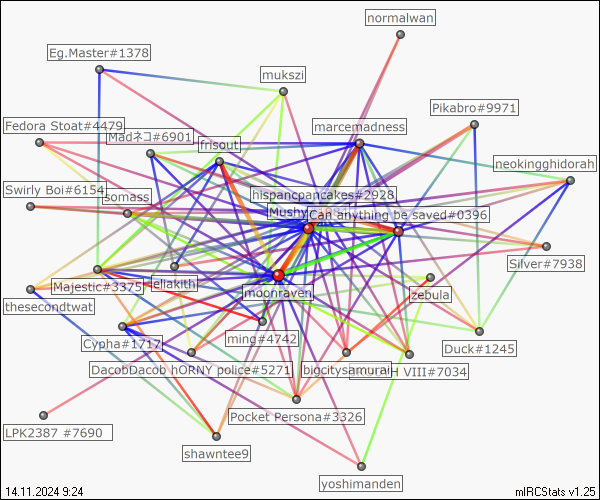 normalwan
Eg.Master#1378
mukszi
Pikabro#9971
Fedora Stoat#4479
marcemadness
Madネコ#6901
frisout
neokingghidorah
Swirly Boi#6154
somass
hispancpancakes#2928
Mushy
Can anything be saved#0396
Silver#7938
Majestic#3375
eliakith
moonraven
zebula
thesecondtwat
ming#4742
Cypha#1717
Duck#1245
DacobDacob hORNY police#5271
bigcitysamurai
H VIII#7034
Pocket Persona#3326
LPK2387 #7690
shawntee9
yoshimanden
14.11.2024 9:24
mIRCStats v1.25